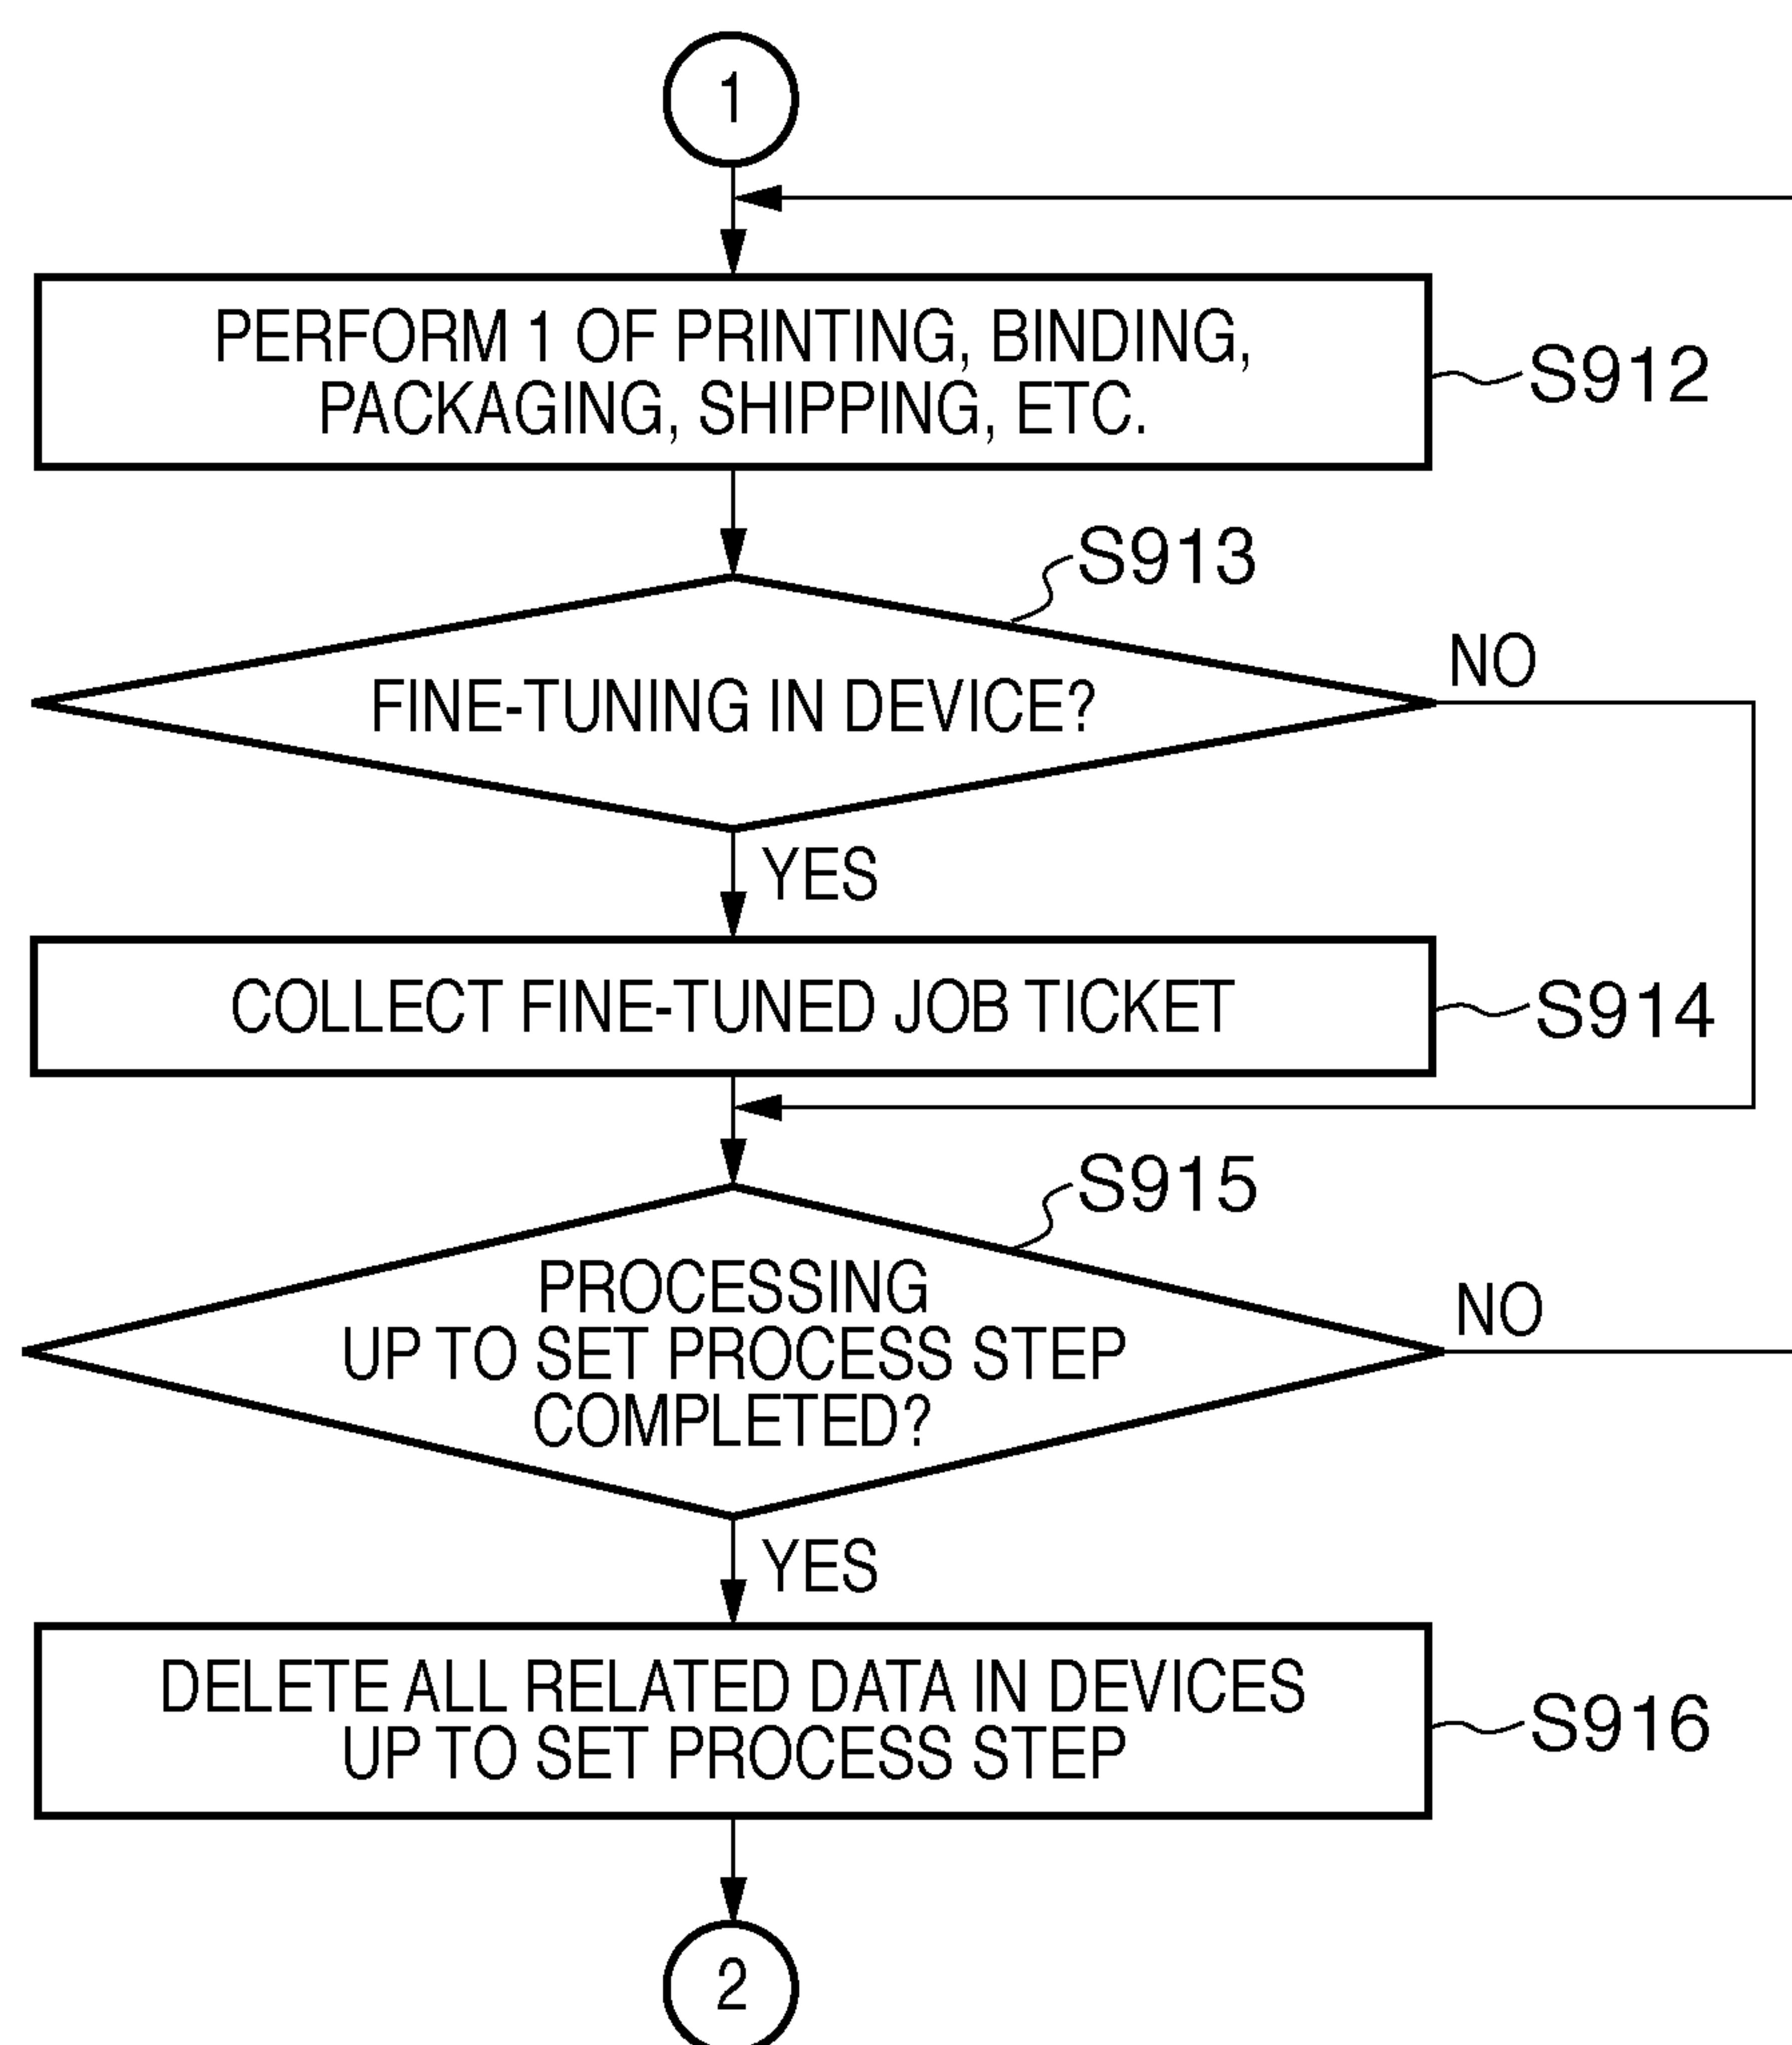 1
PERFORM 1 OF PRINTING, BINDING,
PACKAGING, SHIPPING, ETC.
S912
S913
FINE-TUNING IN DEVICE?
NO
YES
COLLECT FINE-TUNED JOB TICKET
S914
S915
PROCESSING
UP TO SET PROCESS STEP
COMPLETED?
NO
YES
DELETE ALL RELATED DATA IN DEVICES
UP TO SET PROCESS STEP
S916
2